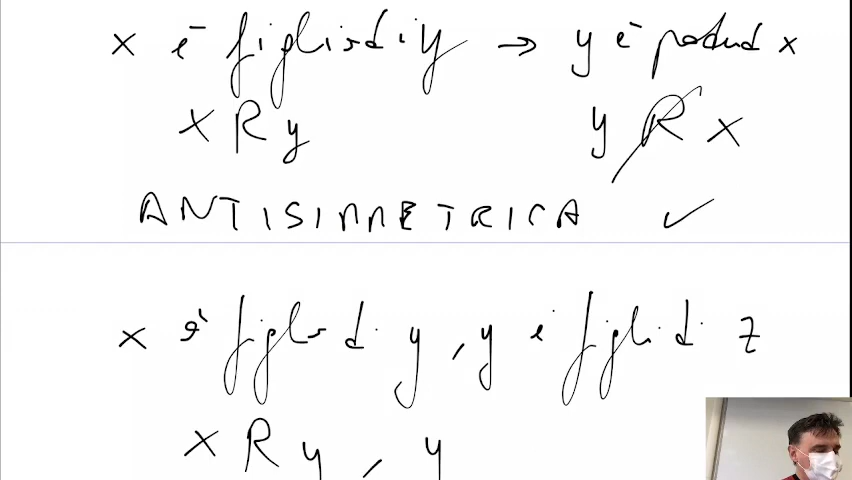 x è figlio di y → y è padre di x
x R y y R̸ x
ANTISIMMETRICA ✓
x è figlio di y, y è figlio di z
x R y, y